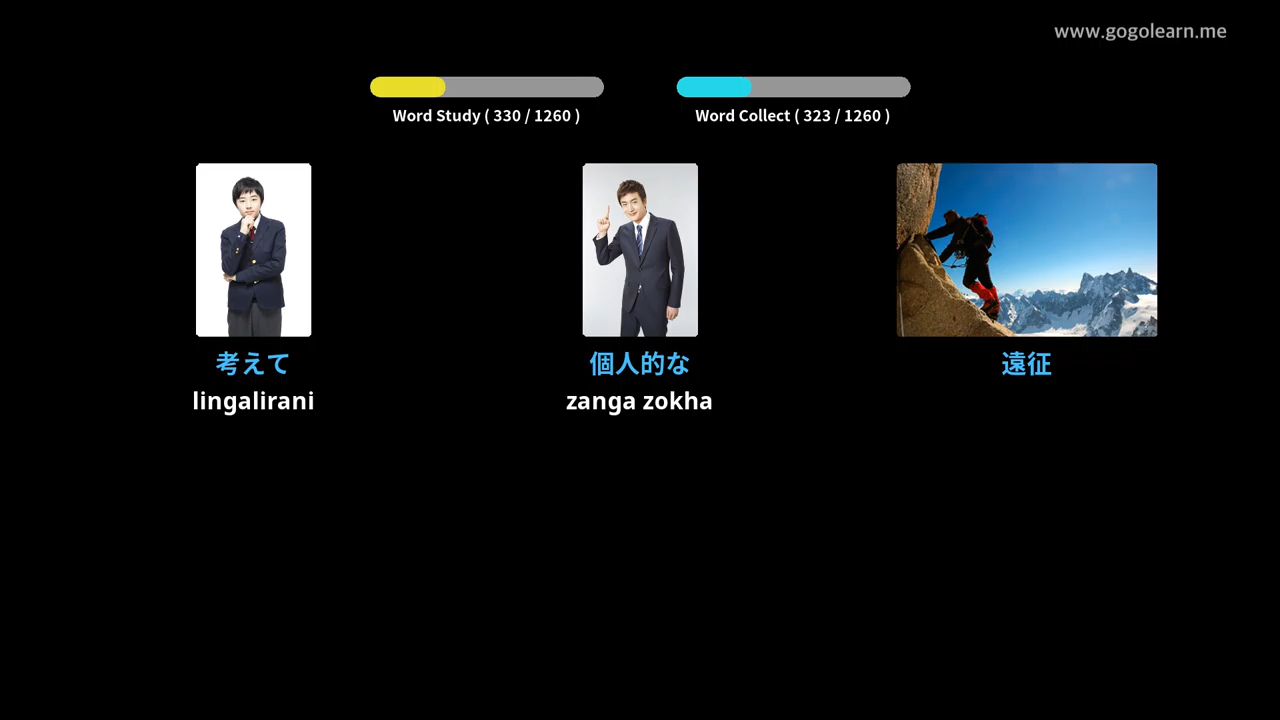 www.gogolearn.me
Word Study ( 330 / 1260 )
Word Collect ( 323 / 1260 )
考えて
個人的な
遠征
lingalirani
zanga zokha